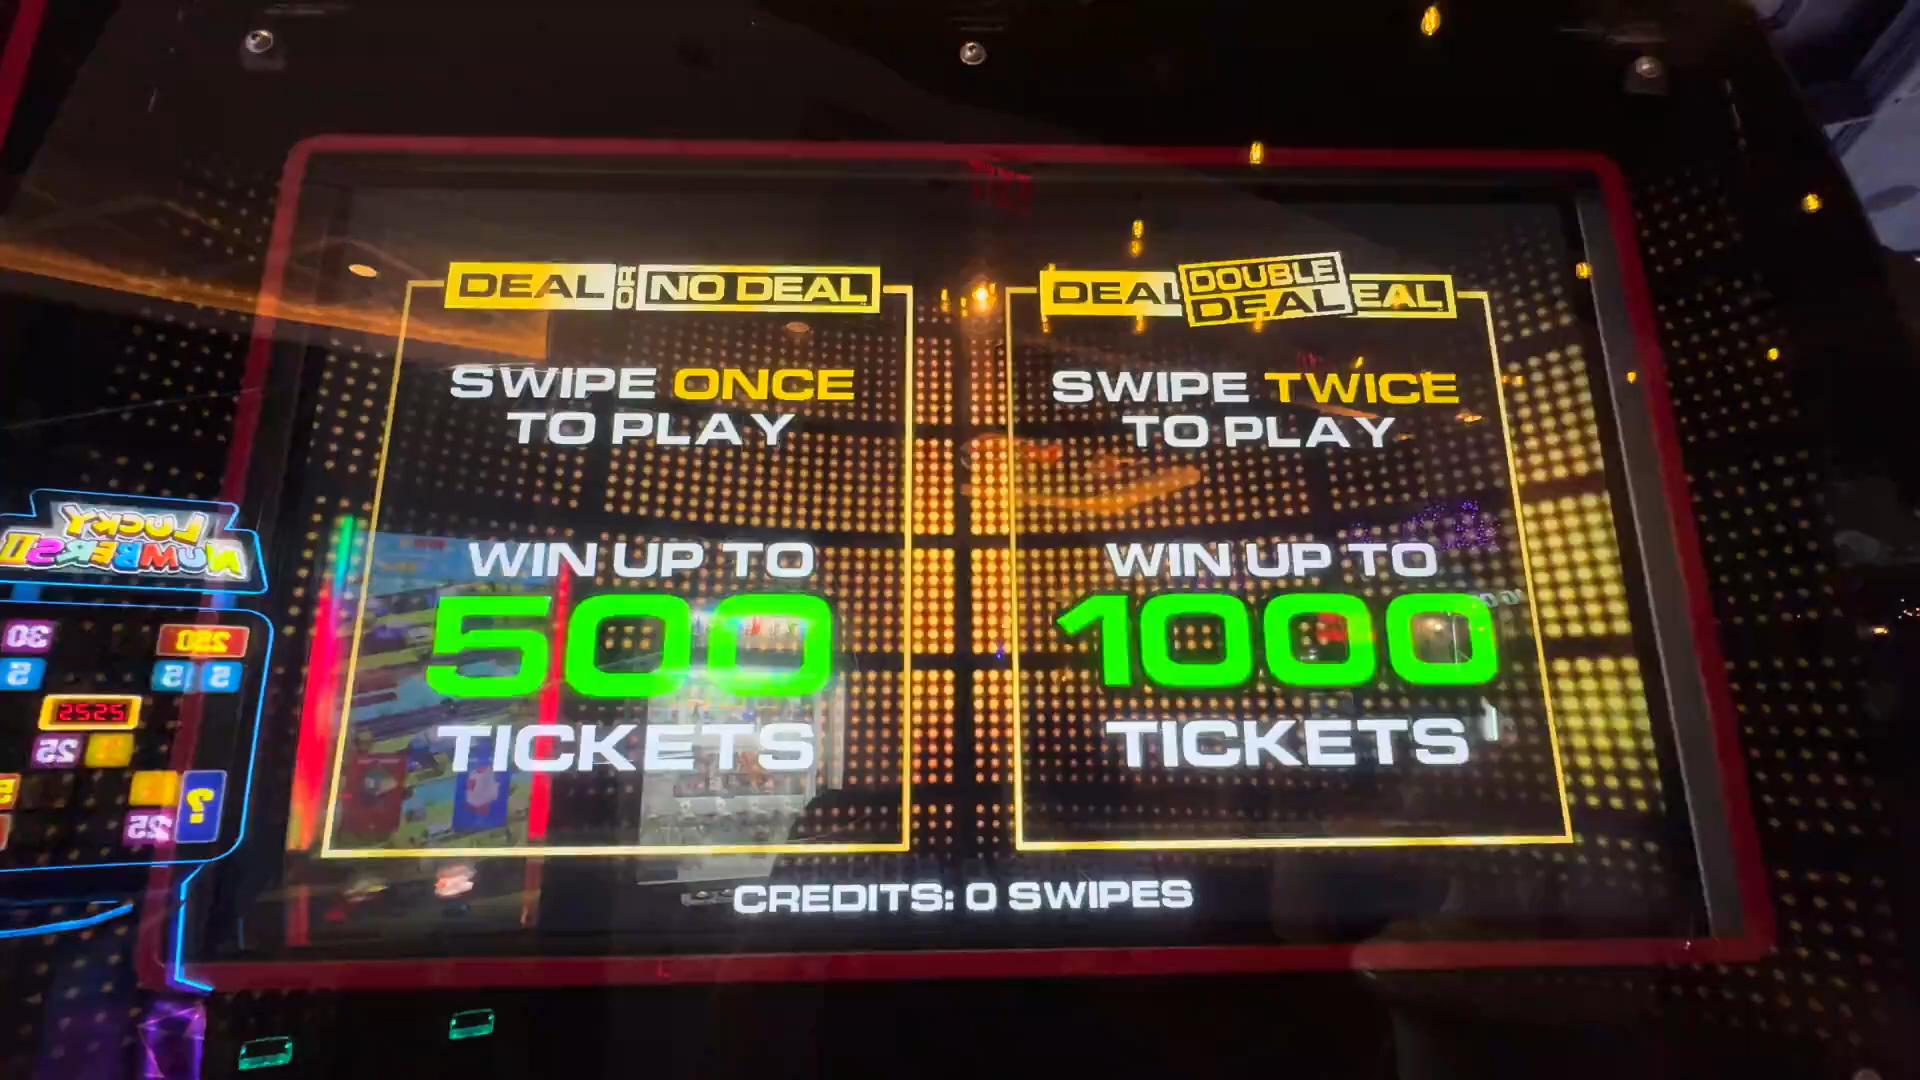 DEAL OR NO DEAL
SWIPE ONCE
TO PLAY
WIN UP TO
500
TICKETS
DEAL DOUBLE DEAL EAL
SWIPE TWICE
TO PLAY
WIN UP TO
1000
TICKETS
CREDITS: 0 SWIPES
LUCKY
NUMBERS II
30
250
5
15
5
2525
25
?
25